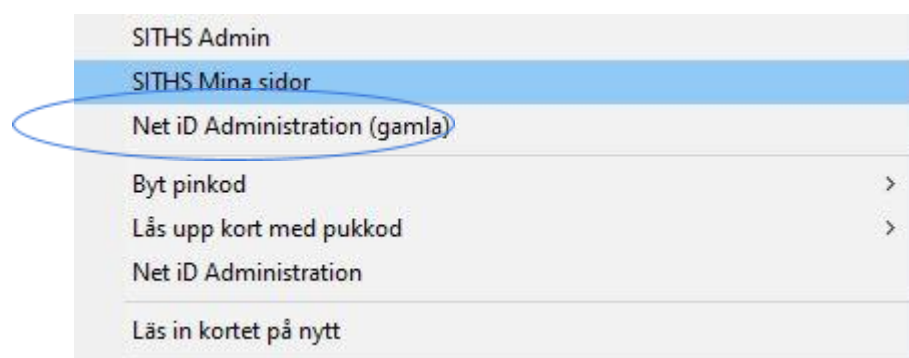 SITHS Admin
SITHS Mina sidor
Net iD Administration (gamla)
Byt pinkod
Lås upp kort med pukkod
Net iD Administration
Läs in kortet på nytt